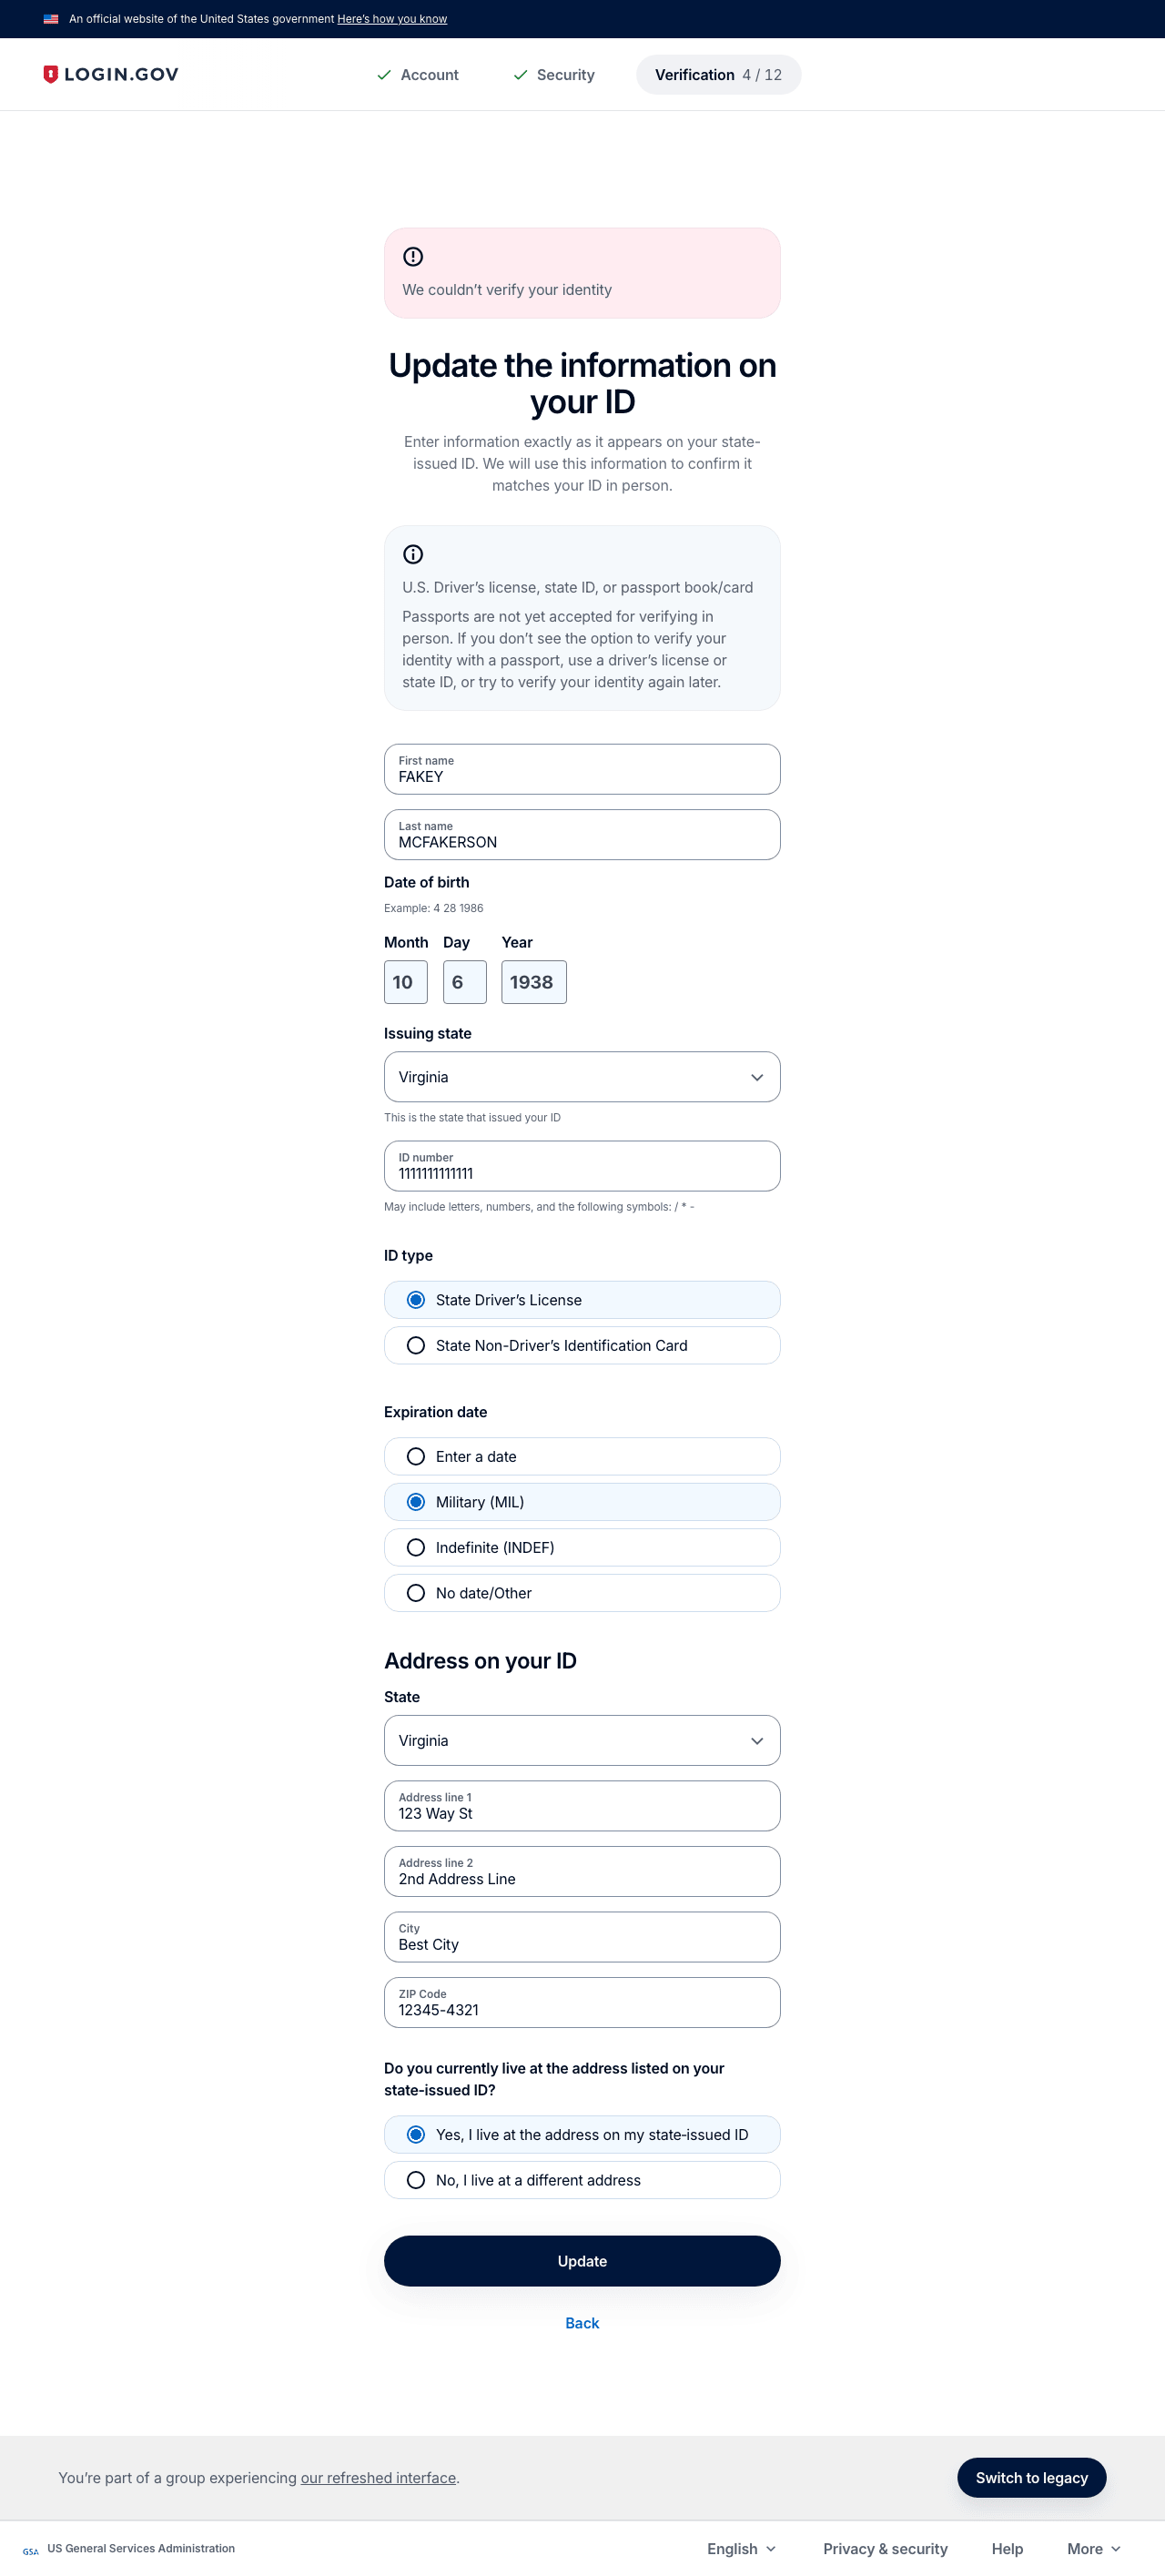 An official website of the United States government Here’s how you know
LOGIN.GOV
Account
Security
Verification 4 / 12
We couldn’t verify your identity
Update the information on
your ID
Enter information exactly as it appears on your state-
issued ID. We will use this information to confirm it
matches your ID in person.
U.S. Driver’s license, state ID, or passport book/card
Passports are not yet accepted for verifying in
person. If you don’t see the option to verify your
identity with a passport, use a driver’s license or
state ID, or try to verify your identity again later.
First name
FAKEY
Last name
MCFAKERSON
Date of birth
Example: 4 28 1986
Month Day Year
10 6 1938
Issuing state
Virginia
This is the state that issued your ID
ID number
1111111111111
May include letters, numbers, and the following symbols: / * -
ID type
State Driver’s License
State Non-Driver’s Identification Card
Expiration date
Enter a date
Military (MIL)
Indefinite (INDEF)
No date/Other
Address on your ID
State
Virginia
Address line 1
123 Way St
Address line 2
2nd Address Line
City
Best City
ZIP Code
12345-4321
Do you currently live at the address listed on your
state-issued ID?
Yes, I live at the address on my state-issued ID
No, I live at a different address
Update
Back
You’re part of a group experiencing our refreshed interface.
Switch to legacy
GSA
US General Services Administration
English
Privacy & security
Help
More